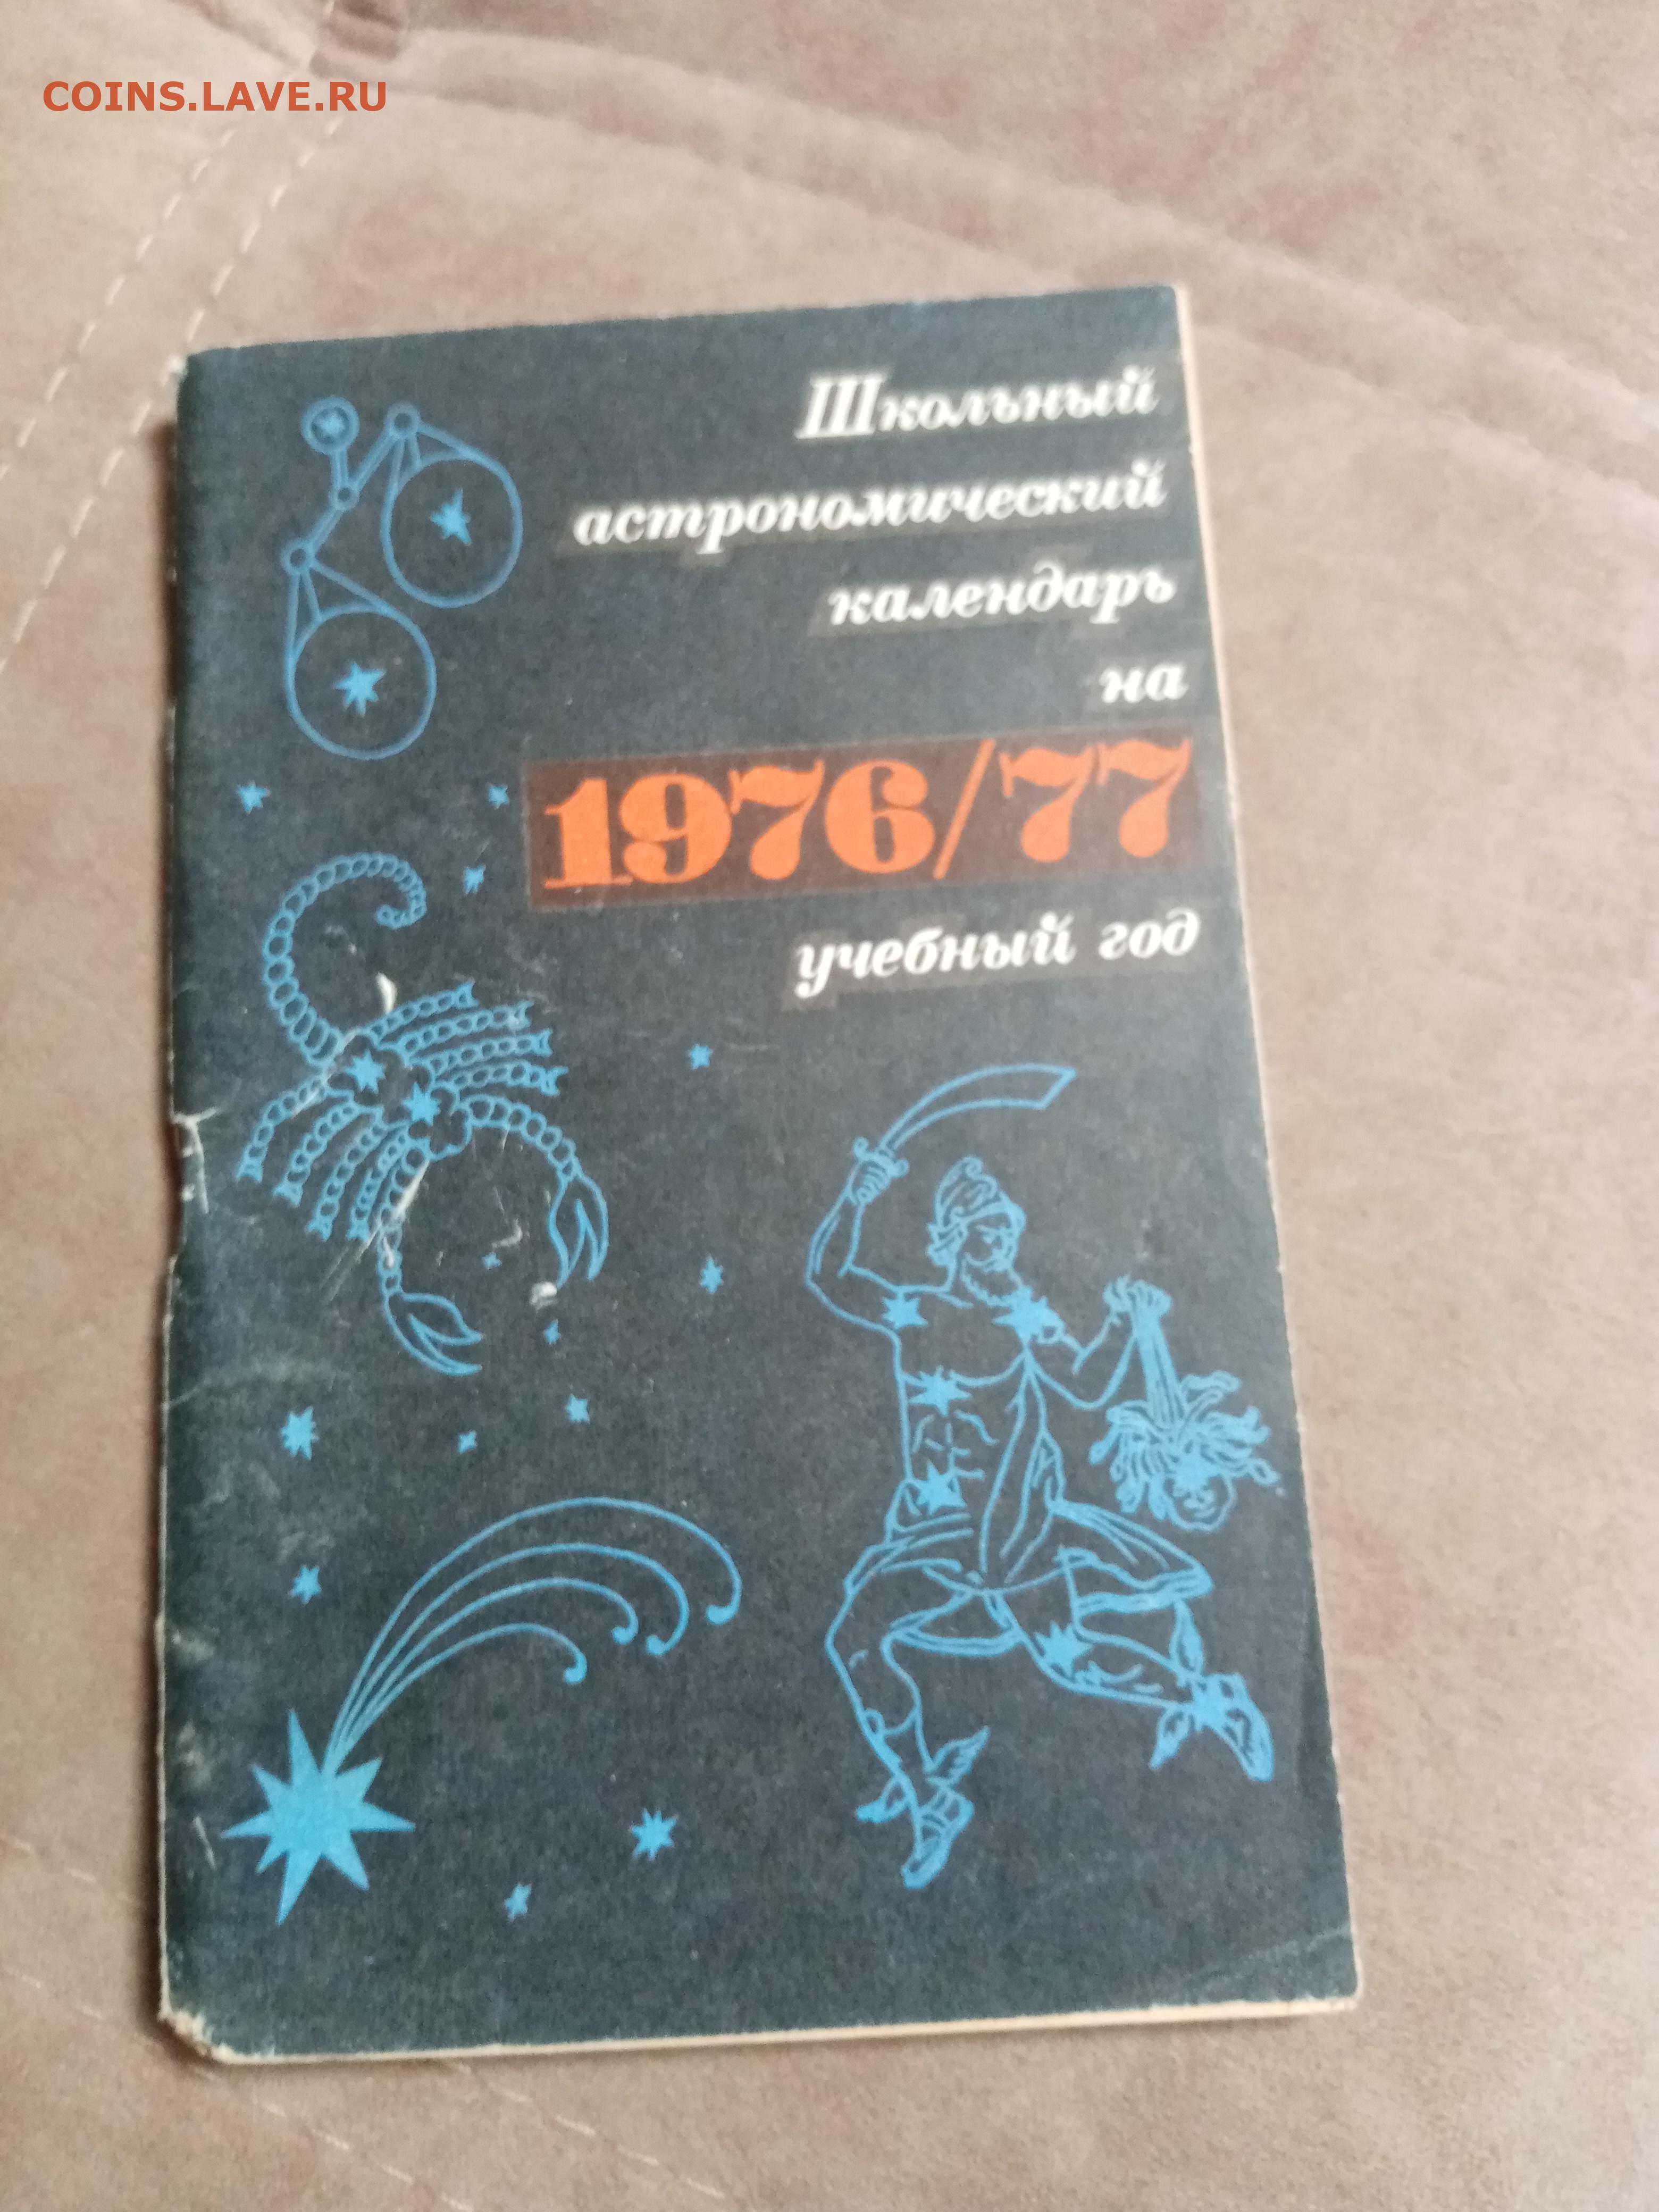 COINS.LAVE.RU
Школьный
астрономический
календарь
на
1976/77
учебный год